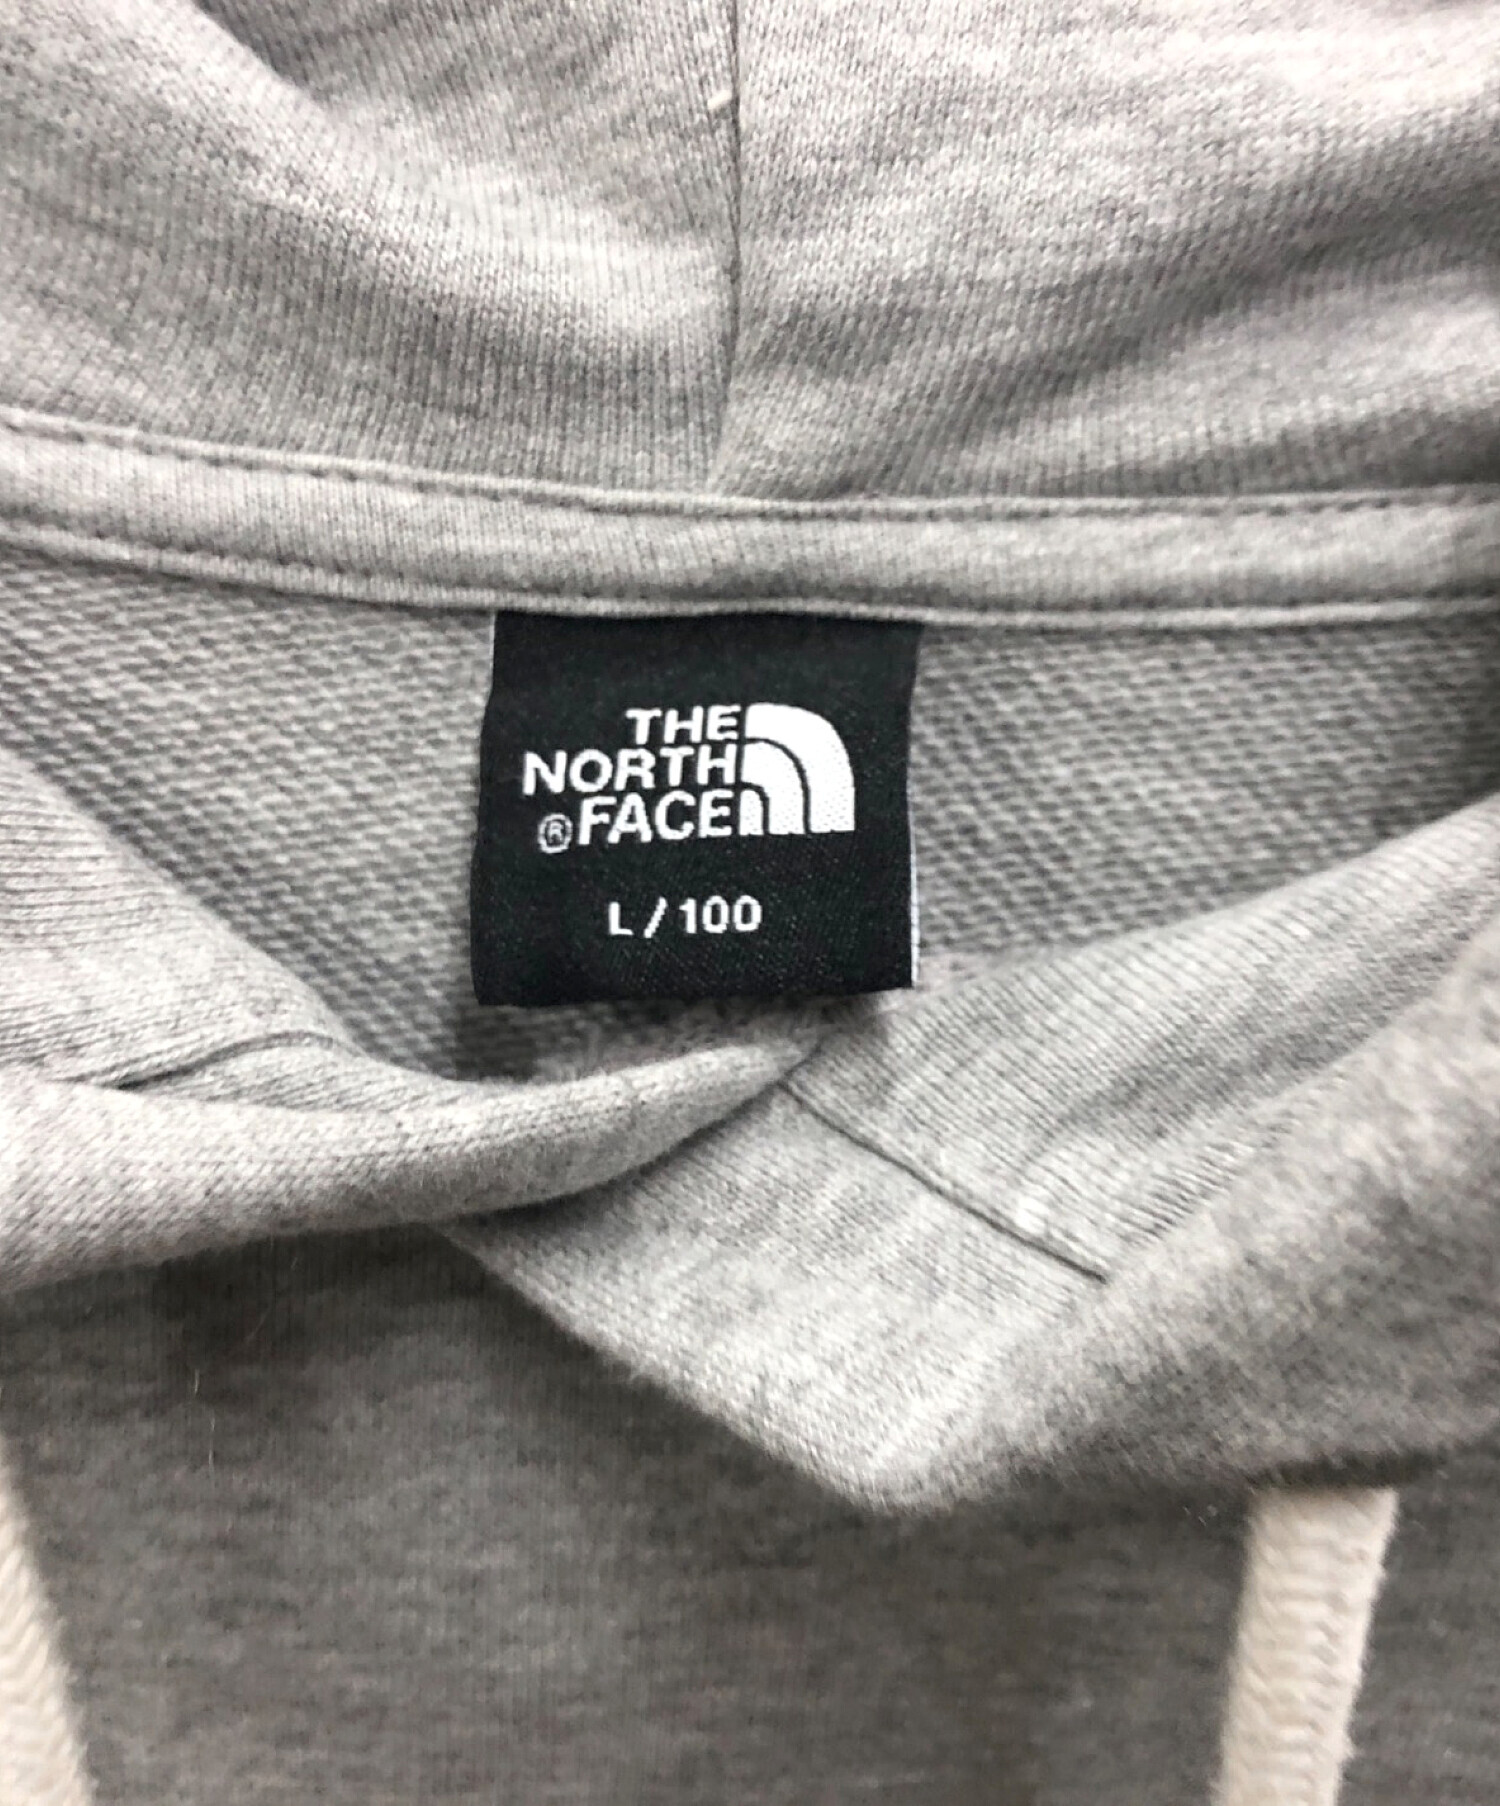 THE
NORTH
®FACE
L / 100